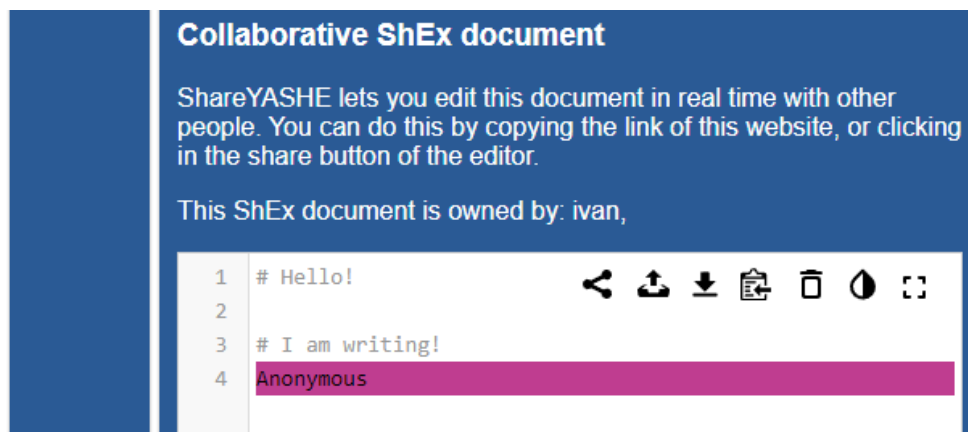 Collaborative ShEx document
ShareYASHE lets you edit this document in real time with other
people. You can do this by copying the link of this website, or clicking
in the share button of the editor.
This ShEx document is owned by: ivan,
1 # Hello!
2
3 # I am writing!
4 Anonymous